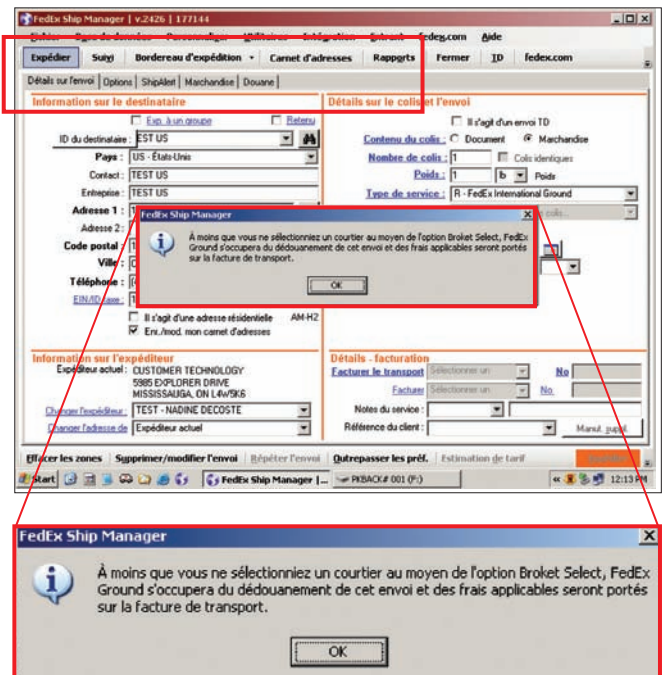 FedEx Ship Manager | v.2426 | 177144
fedex.com Aide
Expédier Suivi Bordereau d'expédition Carnet d'adresses Rapports Fermer ID fedex.com
Détails sur l'envoi Options ShipAlert Marchandise Douane
Information sur le destinataire
Exp. à un groupe Retenu
ID du destinataire : EST US
Pays : US - États-Unis
Contact : TEST US
Entreprise : TEST US
Adresse 1 :
Adresse 2 :
Code postal :
Ville :
Téléphone :
EIN/ID
Il s'agit d'une adresse résidentielle AM-H2
Enr./mod. mon carnet d'adresses
Détails sur le colis et l'envoi
Il s'agit d'un envoi TD
Contenu du colis : Document Marchandise
Nombre de colis : 1 Colis identiques
Poids : 1 b Poids
Type de service : R - FedEx International Ground
colis...
FedEx Ship Manager X
À moins que vous ne sélectionniez un courtier au moyen de l'option Broket Select, FedEx
Ground s'occupera du dédouanement de cet envoi et des frais applicables seront portés
sur la facture de transport.
OK
Information sur l'expéditeur
Expéditeur actuel : CUSTOMER TECHNOLOGY
5985 EXPLORER DRIVE
MISSISSAUGA, ON L4W5K6
Changer l'expéditeur : TEST - NADINE DECOSTE
Changer l'adresse de Expéditeur actuel
Détails - facturation
Facturer le transport Sélectionner un No
Facturer Sélectionner un No
Notes du service :
Référence du client : Manut. suppl.
Effacer les zones Supprimer/modifier l'envoi Répéter l'envoi Outrepasser les préf. Estimation de tarif
Start FedEx Ship Manager |... PKBACK# 001 (F:) 12:13 PM
FedEx Ship Manager X
À moins que vous ne sélectionniez un courtier au moyen de l'option Broket Select, FedEx
Ground s'occupera du dédouanement de cet envoi et des frais applicables seront portés
sur la facture de transport.
OK